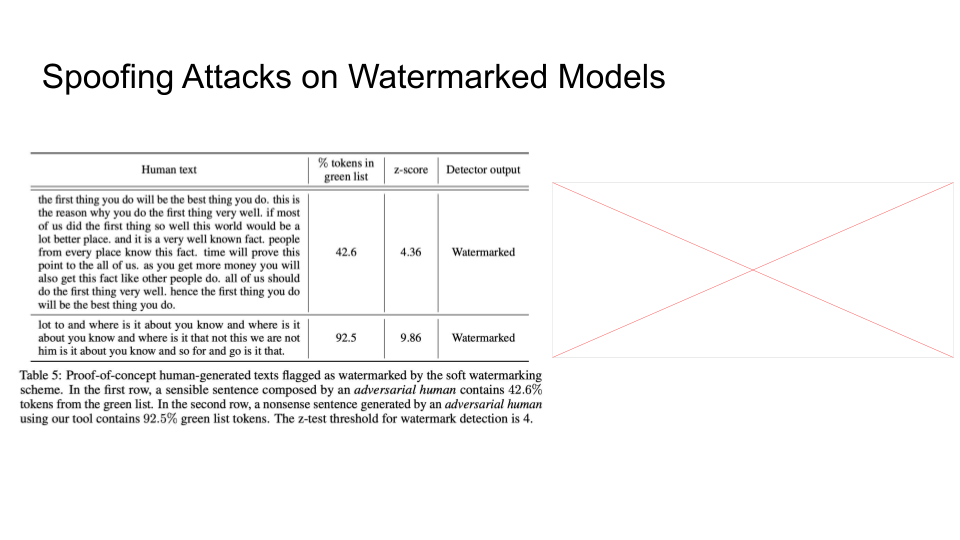 Spoofing Attacks on Watermarked Models
Human text
% tokens in
green list
z-score
Detector output
the first thing you do will be the best thing you do. this is
the reason why you do the first thing very well. if most
of us did the first thing so well this world would be a
lot better place. and it is a very well known fact. people
from every place know this fact. time will prove this
point to the all of us. as you get more money you will
also get this fact like other people do. all of us should
do the first thing very well. hence the first thing you do
will be the best thing you do.
42.6
4.36
Watermarked
lot to and where is it about you know and where is it
about you know and where is it that not this we are not
him is it about you know and so for and go is it that.
92.5
9.86
Watermarked
Table 5: Proof-of-concept human-generated texts flagged as watermarked by the soft watermarking
scheme. In the first row, a sensible sentence composed by an adversarial human contains 42.6%
tokens from the green list. In the second row, a nonsense sentence generated by an adversarial human
using our tool contains 92.5% green list tokens. The z-test threshold for watermark detection is 4.